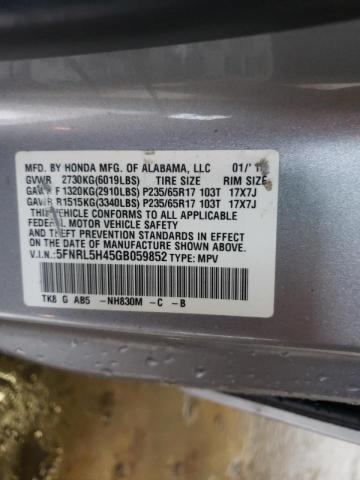 MFD. BY HONDA MFG. OF ALABAMA, LLC 01/
GVWR 2730KG(6019LBS) TIRE SIZE RIM SIZE
GAWR F 1320KG(2910LBS) P235/65R17 103T 17X7J
GAWR R1515KG(3340LBS) P235/65R17 103T 17X7J
THIS VEHICLE CONFORMS TO ALL APPLICABLE
FEDERAL MOTOR VEHICLE SAFETY AND
THEFT PREVENTION STANDARDS IN EFFECT
ON THE DATE OF MANUFACTURE SHOWN ABOVE.
V.I.N.: 5FNRL5H45GB059852 TYPE: MPV
TK8 G AB5 -NH830M -C -B